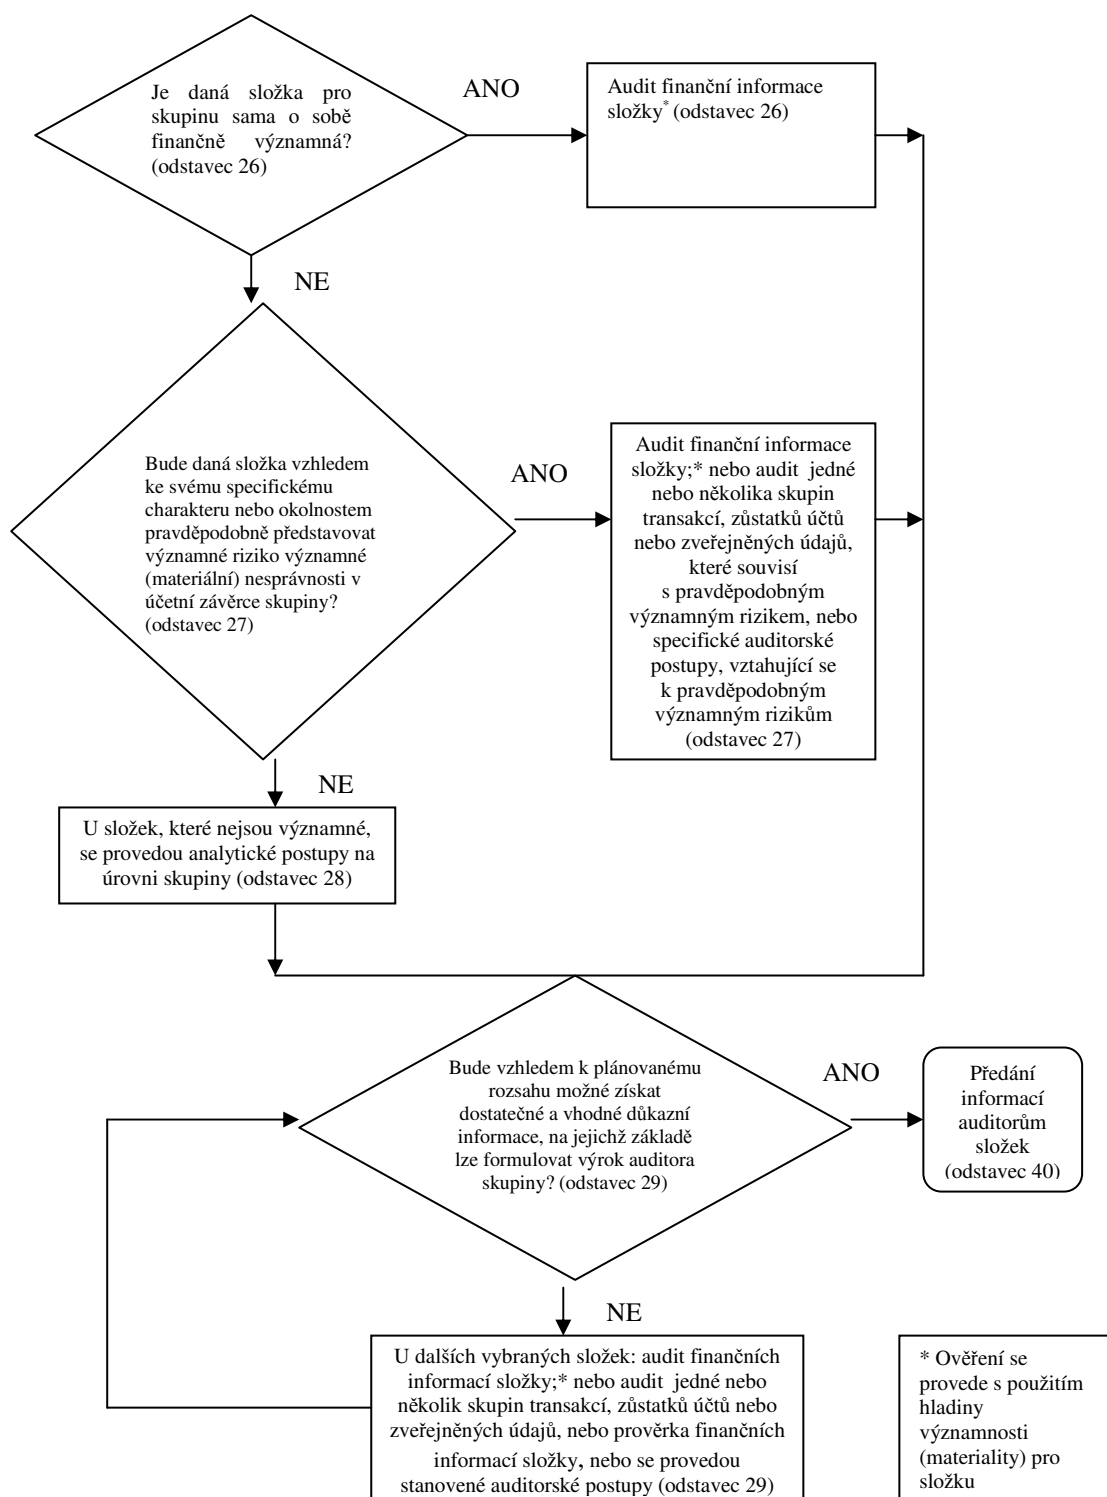 Je daná složka pro
skupinu sama o sobě
finančně významná?
(odstavec 26)
ANO
Audit finanční informace
složky* (odstavec 26)
NE
Bude daná složka vzhledem
ke svému specifickému
charakteru nebo okolnostem
pravděpodobně představovat
významné riziko významné
(materiální) nesprávnosti v
účetní závěrce skupiny?
(odstavec 27)
ANO
Audit finanční informace
složky;* nebo audit jedné
nebo několika skupin
transakcí, zůstatků účtů
nebo zveřejněných údajů,
které souvisí
s pravděpodobným
významným rizikem, nebo
specifické auditorské
postupy, vztahující se
k pravděpodobným
významným rizikům
(odstavec 27)
NE
U složek, které nejsou významné,
se provedou analytické postupy na
úrovni skupiny (odstavec 28)
Bude vzhledem k plánovanému
rozsahu možné získat
dostatečné a vhodné důkazní
informace, na jejichž základě
lze formulovat výrok auditora
skupiny? (odstavec 29)
ANO
Předání
informací
auditorům
složek
(odstavec 40)
NE
U dalších vybraných složek: audit finančních
informací složky;* nebo audit jedné nebo
několik skupin transakcí, zůstatků účtů nebo
zveřejněných údajů, nebo prověrka finančních
informací složky, nebo se provedou
stanovené auditorské postupy (odstavec 29)
* Ověření se
provede s použitím
hladiny
významnosti
(materiality) pro
složku